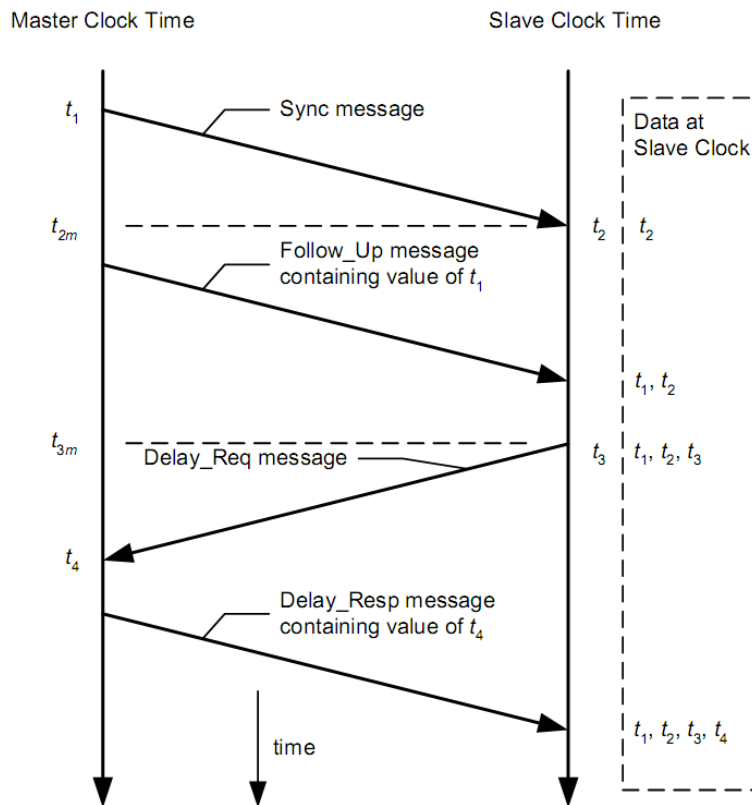 Master Clock Time
Slave Clock Time
t1
Sync message
Data at
Slave Clock
t2m
t2
t2
Follow_Up message
containing value of t1
t1, t2
t3m
t3
t1, t2, t3
Delay_Req message
t4
Delay_Resp message
containing value of t4
t1, t2, t3, t4
time